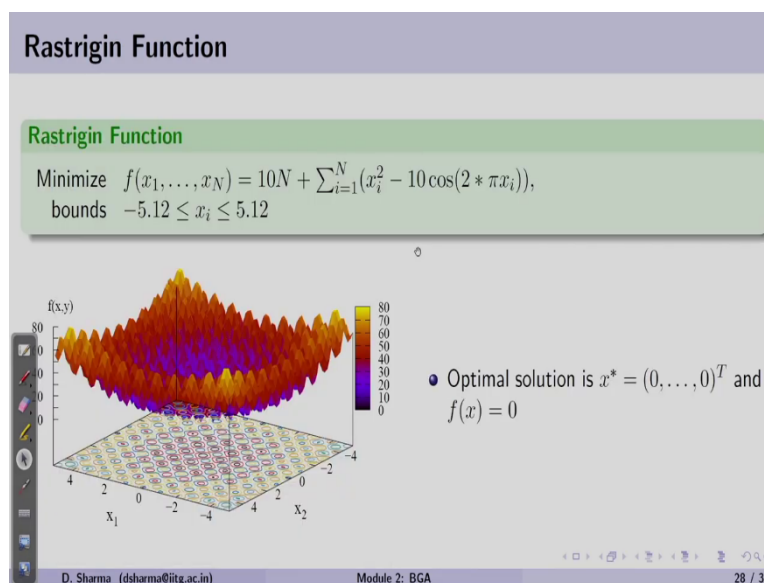 Rastrigin Function
Rastrigin Function
Minimize f(x_1, . . . , x_N) = 10N + ∑_{i=1}^{N}(x_i^2 − 10 cos(2 * πx_i)),
bounds −5.12 ≤ x_i ≤ 5.12
f(x,y)
80
0
80
70
60
50
40
30
20
10
0
4
2
0
−2
−4
x_1
4
2
0
−2
−4
x_2
Optimal solution is x* = (0, . . . , 0)^T and
f(x) = 0
D. Sharma (dsharma@iitg.ac.in) Module 2: BGA 28 / 3